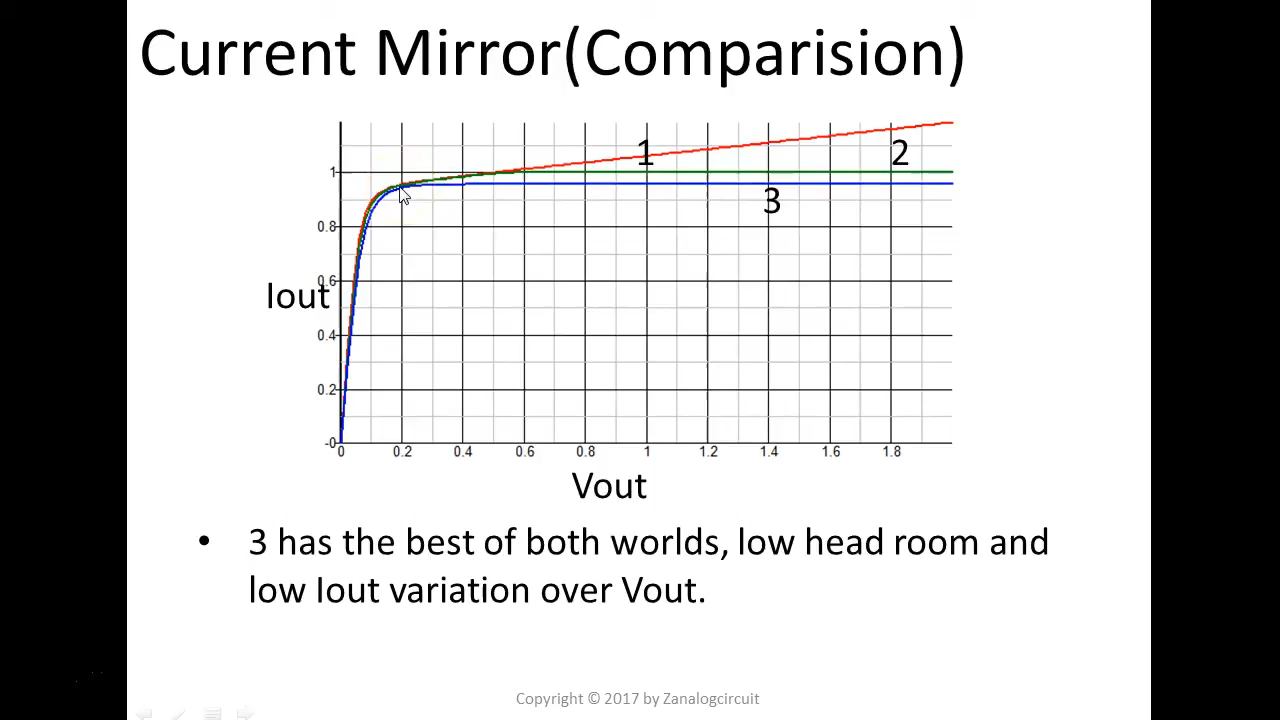 Current Mirror(Comparision)
1
2
3
1
0.8
0.6
0.4
0.2
-0
Iout
0 0.2 0.4 0.6 0.8 1 1.2 1.4 1.6 1.8
Vout
• 3 has the best of both worlds, low head room and
low Iout variation over Vout.
Copyright © 2017 by Zanalogcircuit